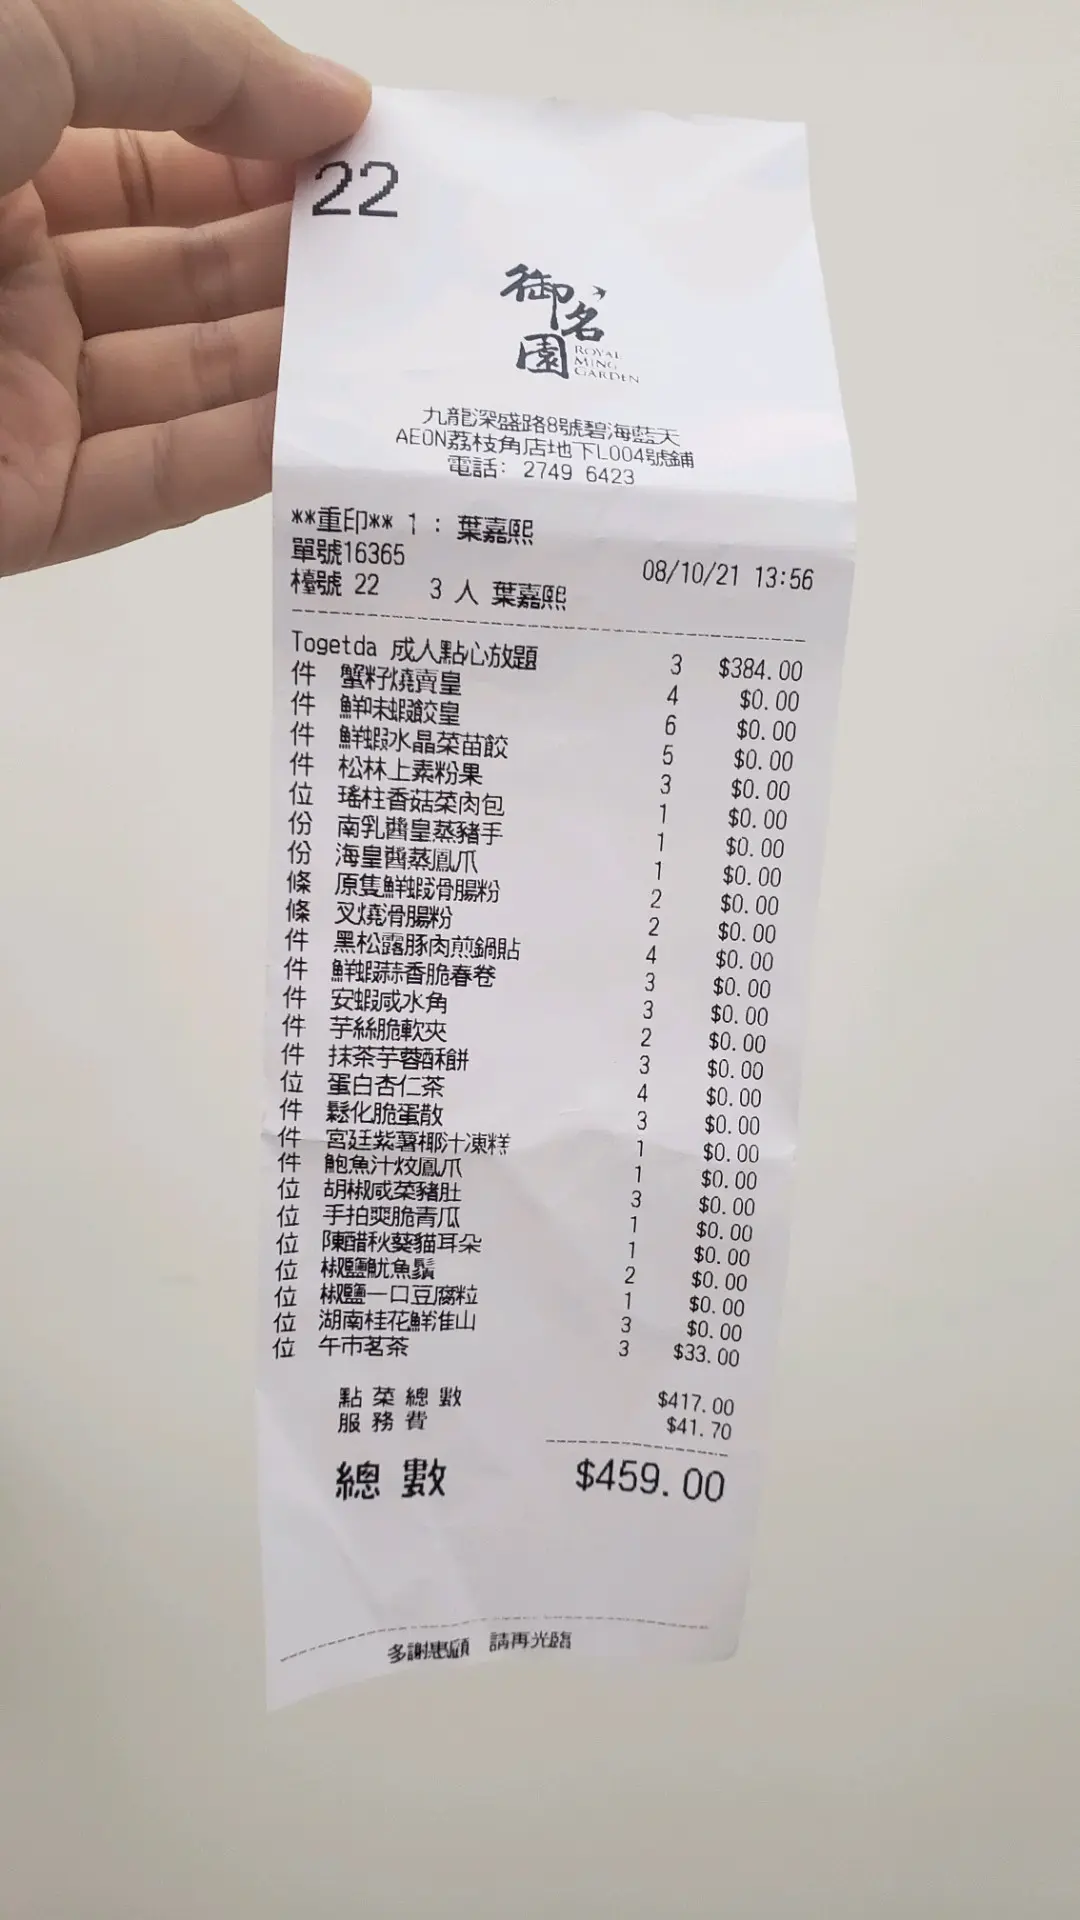 22
御名園
ROYAL
MING
GARDEN
九龍深盛路8號碧海藍天
AEON荔枝角店地下L004號鋪
電話: 2749 6423
**重印** 1 : 葉嘉熙
單號16365 08/10/21 13:56
檯號 22 3 人 葉嘉熙
Togetda 成人點心放題 3 $384.00
件 蟹籽燒賣皇 4 $0.00
件 鮮味蝦餃皇 6 $0.00
件 鮮蝦水晶菜苗餃 5 $0.00
件 松林上素粉果 3 $0.00
位 瑤柱香菇菜肉包 1 $0.00
份 南乳醬皇蒸豬手 1 $0.00
份 海皇醬蒸鳳爪 1 $0.00
條 原隻鮮蝦滑腸粉 2 $0.00
條 叉燒滑腸粉 2 $0.00
件 黑松露豚肉煎鍋貼 4 $0.00
件 鮮蝦蒜香脆春卷 3 $0.00
件 安蝦咸水角 3 $0.00
件 芋絲脆軟夾 2 $0.00
件 抹茶芋蓉酥餅 3 $0.00
位 蛋白杏仁茶 4 $0.00
件 鬆化脆蛋散 3 $0.00
件 宮廷紫薯椰汁凍糕 1 $0.00
件 鮑魚汁炆鳳爪 1 $0.00
位 胡椒咸菜豬肚 3 $0.00
位 手拍爽脆青瓜 1 $0.00
位 陳醋秋葵貓耳朵 1 $0.00
位 椒鹽魷魚鬚 2 $0.00
位 椒鹽一口豆腐粒 1 $0.00
位 湖南桂花鮮淮山 3 $0.00
位 午市茗茶 3 $33.00
點菜總數 $417.00
服務費 $41.70
總數 $459.00
多謝惠顧 請再光臨